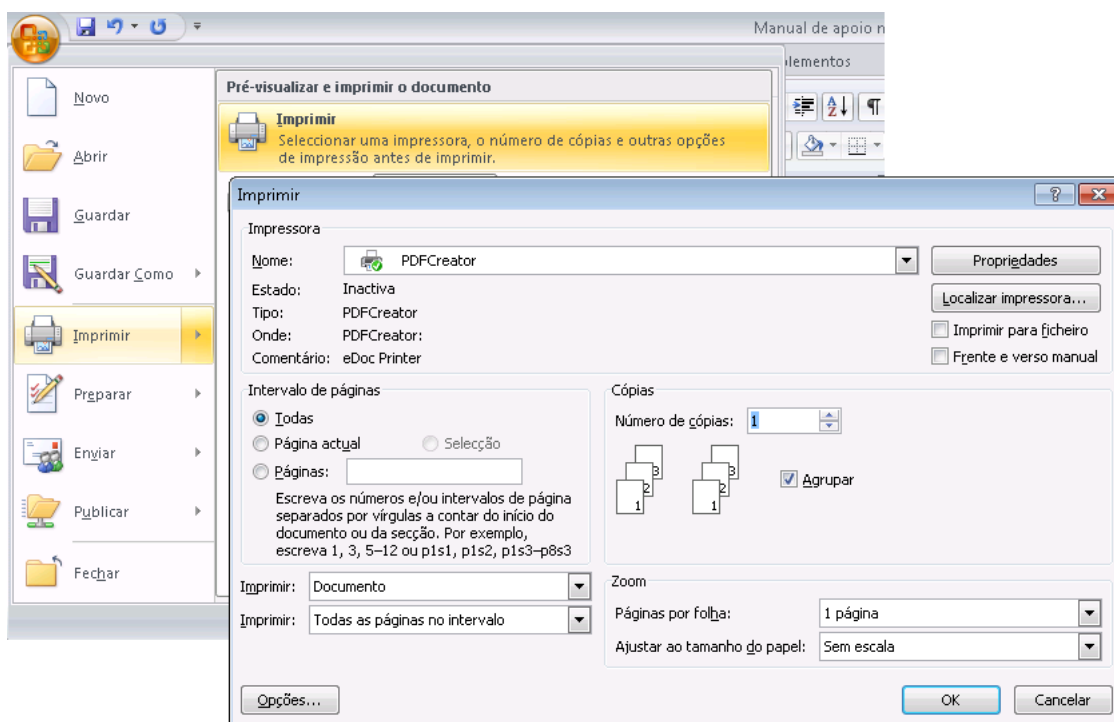 Manual de apoio n
lementos
Novo
Abrir
Guardar
Guardar Como
Imprimir
Preparar
Enviar
Publicar
Fechar
Pré-visualizar e imprimir o documento
Imprimir
Seleccionar uma impressora, o número de cópias e outras opções
de impressão antes de imprimir.
Imprimir
Impressora
Nome: PDFCreator
Propriedades
Estado: Inactiva
Localizar impressora...
Tipo: PDFCreator
Onde: PDFCreator:
Imprimir para ficheiro
Comentário: eDoc Printer
Frente e verso manual
Intervalo de páginas
Todas
Página actual Selecção
Páginas:
Escreva os números e/ou intervalos de página
separados por vírgulas a contar do início do
documento ou da secção. Por exemplo,
escreva 1, 3, 5–12 ou p1s1, p1s2, p1s3–p8s3
Cópias
Número de cópias: 1
3 3
2 2
1 1
Agrupar
Imprimir: Documento
Imprimir: Todas as páginas no intervalo
Zoom
Páginas por folha: 1 página
Ajustar ao tamanho do papel: Sem escala
Opções...
OK Cancelar